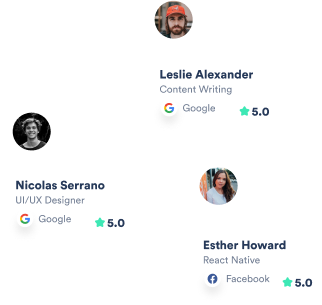 Leslie Alexander
Content Writing
Google 5.0
Nicolas Serrano
UI/UX Designer
Google 5.0
Esther Howard
React Native
Facebook 5.0